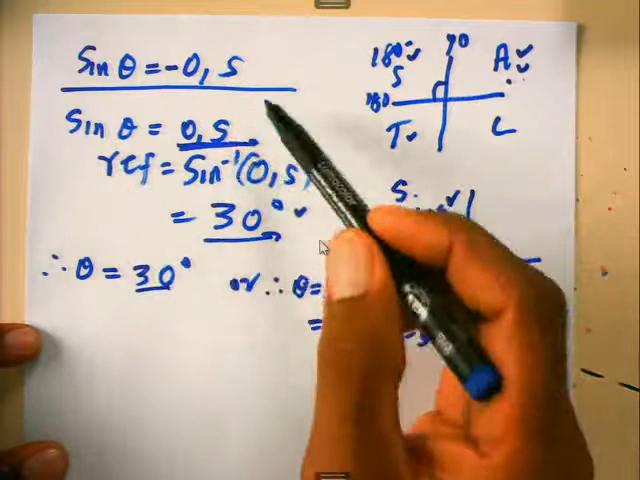 Sin θ = -0,5
Sin θ = 0,5
ref = Sin⁻¹(0,5)
= 30°
∴ θ = 30° or ∴ θ =
=
180°-
90
S
A
180
T
C
S